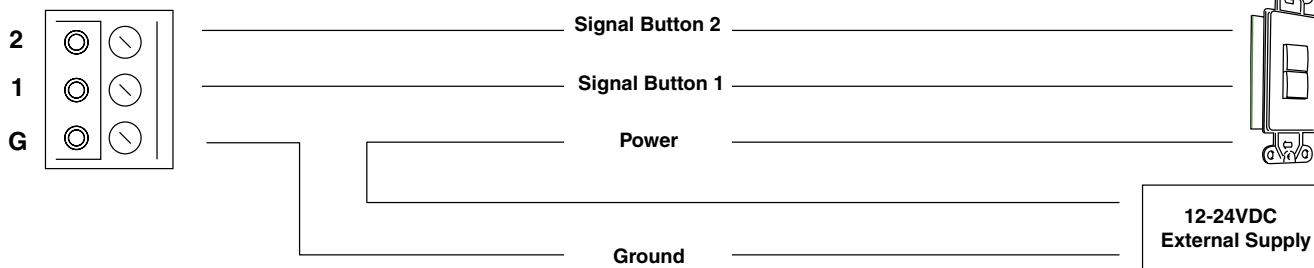 2
Signal Button 2
1
Signal Button 1
G
Power
12-24VDC
External Supply
Ground